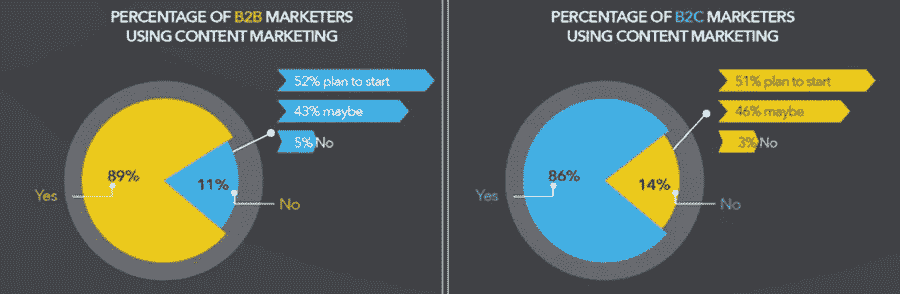 PERCENTAGE OF B2B MARKETERS
USING CONTENT MARKETING
52% plan to start
43% maybe
5% No
89%
11%
Yes
No
PERCENTAGE OF B2C MARKETERS
USING CONTENT MARKETING
51% plan to start
46% maybe
3% No
86%
14%
Yes
No